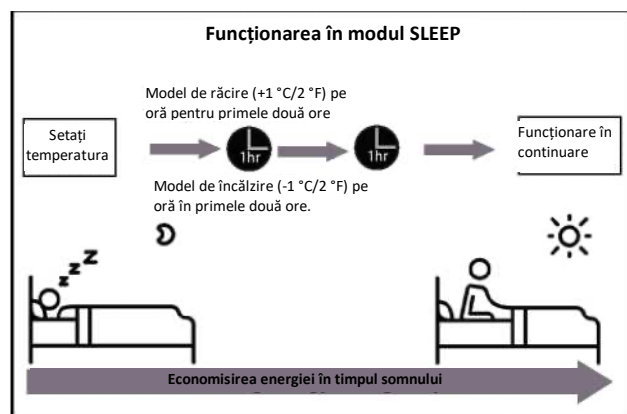 Funcționarea în modul SLEEP
Model de răcire (+1 °C/2 °F) pe
oră pentru primele două ore
Setați
temperatura
1hr
1hr
Funcționare în
continuare
Model de încălzire (-1 °C/2 °F) pe
oră în primele două ore.
z z z z
Economisirea energiei în timpul somnului